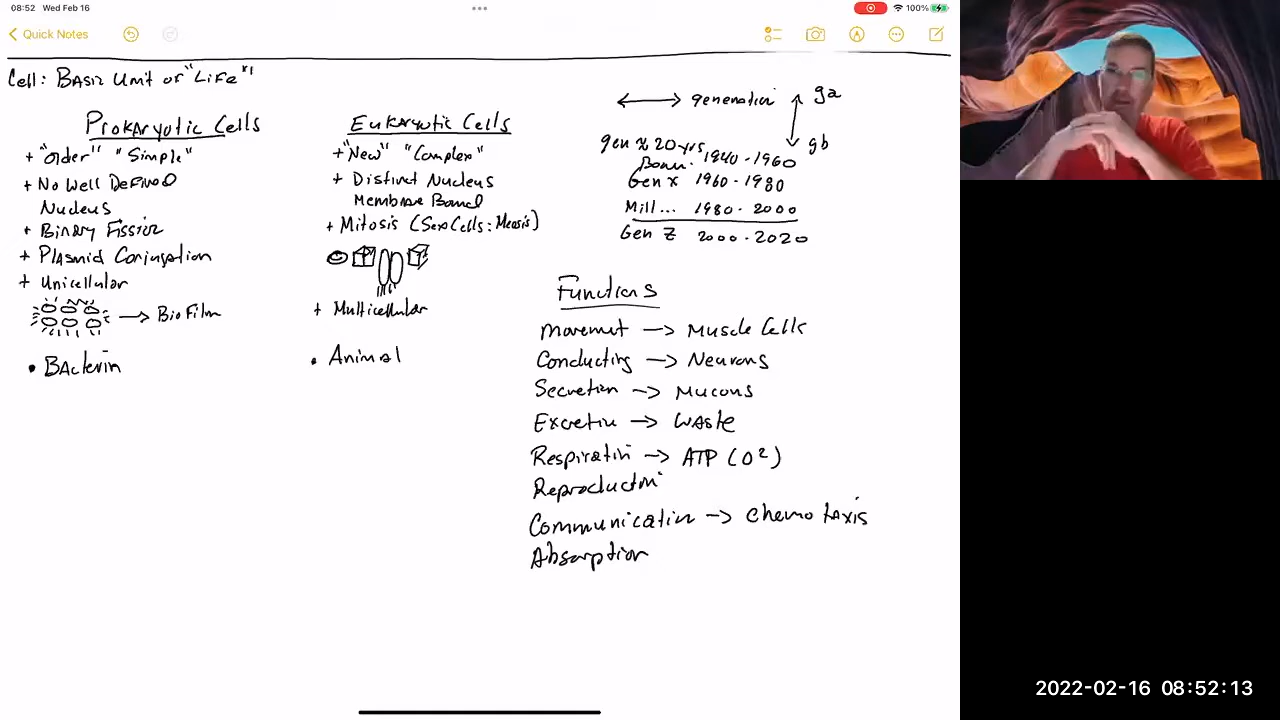 08:52 Wed Feb 16
100%
Quick Notes
Cell: Basic Unit of "Life"
Prokaryotic Cells
+ "Order" "Simple"
+ No Well Defined
Nucleus
+ Binary Fission
+ Plasmid Conjugation
+ Unicellular
→ BioFilm
• Bacteria
Eukaryotic Cells
+ "New" "Complex"
+ Distinct Nucleus
Membrane Bound
+ Mitosis (Sex Cells: Meosis)
+ Multicellular
• Animal
↔ generation
ga
gb
gen ≈ 20 yrs
Boom. 1940 - 1960
Gen X 1960 - 1980
Mill... 1980 - 2000
Gen Z 2000 - 2020
Functions
Movement → Muscle Cells
Conducting → Neurons
Secretion → Mucous
Excretion → Waste
Respiration → ATP (O²)
Reproduction
Communication → Chemotaxis
Absorption
2022-02-16 08:52:13